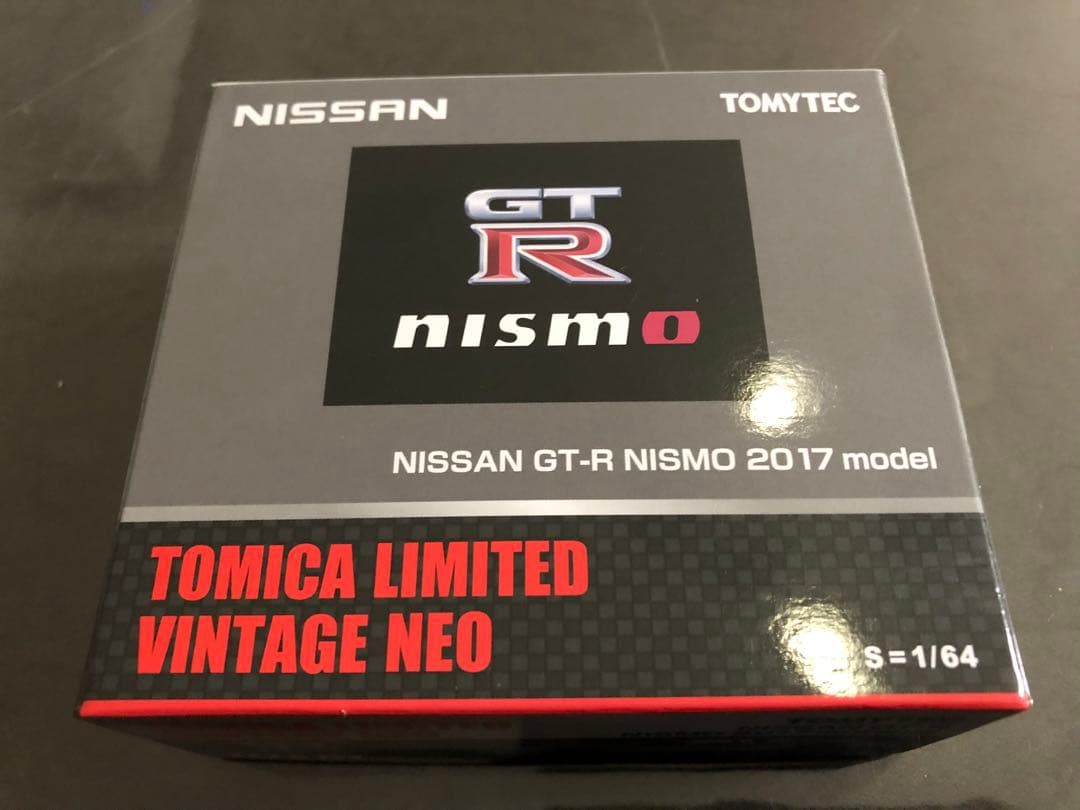 NISSAN
TOMYTEC
GT
R
nismo
NISSAN GT-R NISMO 2017 model
TOMICA LIMITED
VINTAGE NEO
S=1/64